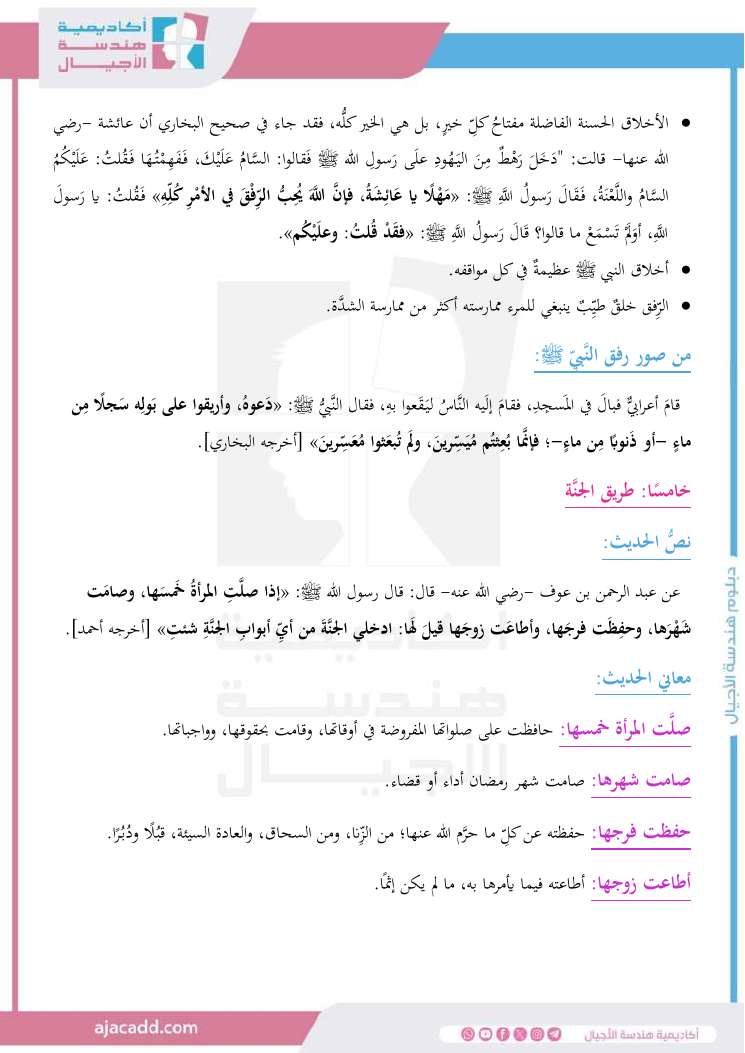 أكاديمية
هندسة
الأجيال
● الأخلاق الحسنة الفاضلة مفتاحُ كلِّ خيرٍ، بل هي الخير كلُّه، فقد جاء في صحيح البخاري أن عائشة –رضي
الله عنها– قالت: "دَخَلَ رَهْطٌ مِنَ اليَهُودِ علَى رَسولِ الله ﷺ فَقالوا: السَّامُ عَلَيْكَ، فَفَهِمْتُهَا فَقُلتُ: عَلَيْكُمُ
السَّامُ واللَّعْنَةُ، فَقَالَ رَسولُ اللَّهِ ﷺ: «مَهْلًا يا عَائِشَةُ، فإنَّ اللَّهَ يُحِبُّ الرِّفْقَ في الأمْرِ كُلِّهِ» فَقُلتُ: يا رَسولَ
اللَّهِ، أوَلَمْ تَسْمَعْ ما قالوا؟ قَالَ رَسولُ اللَّهِ ﷺ: «فقَدْ قُلتُ: وعلَيْكُم».
● أخلاق النبي ﷺ عظيمةٌ في كل مواقفه.
● الرِّفق خلقٌ طيِّبٌ ينبغي للمرء ممارسته أكثر من ممارسة الشدَّة.
من صور رفق النَّبيّ ﷺ:
قامَ أعرابيٌّ فبالَ في المَسجدِ، فقامَ إلَيه النَّاسُ ليَقَعوا بهِ، فقال النَّبيُّ ﷺ: «دَعوهُ، وأريقوا على بَولِه سَجلًا مِن
ماءٍ –أو ذَنوبًا مِن ماءٍ–؛ فإنَّما بُعِثتُم مُيَسِّرينَ، ولَم تُبعَثوا مُعَسِّرينَ» [أخرجه البخاري].
خامسًا: طريق الجنَّة
نصُّ الحديث:
عن عبد الرحمن بن عوف –رضي الله عنه– قال: قال رسول الله ﷺ: «إذا صلَّتِ المرأةُ خَمسَها، وصامَت
شَهْرَها، وحفِظَت فرجَها، وأطاعَت زوجَها قيلَ لَها: ادخلي الجنَّةَ من أيِّ أبوابِ الجنَّةِ شئتِ» [أخرجه أحمد].
معاني الحديث:
صلَّت المرأة خمسها: حافظت على صلواتها المفروضة في أوقاتها، وقامت بحقوقها، وواجباتها.
صامت شهرها: صامت شهر رمضان أداء أو قضاء.
حفظت فرجها: حفظته عن كلِّ ما حرَّم الله عنها؛ من الزِّنا، ومن السحاق، والعادة السيئة، قبُلًا ودُبُرًا.
أطاعت زوجها: أطاعته فيما يأمرها به، ما لم يكن إثمًا.
دبلوم هندسة الأجيال
أكاديمية
هندسة
الأجيال
أكاديمية هندسة الأجيال
ajacadd.com